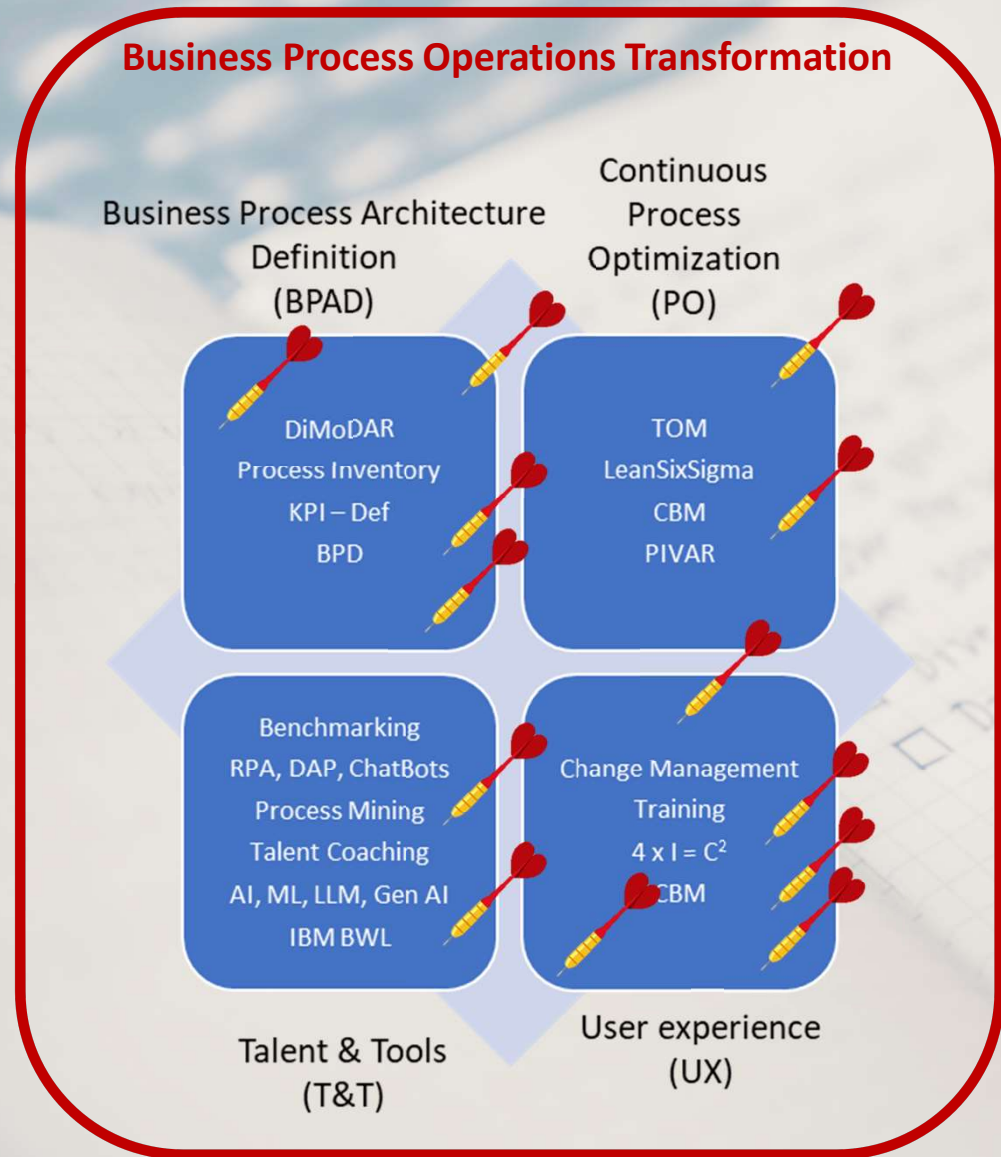 Business Process Operations Transformation
Business Process Architecture
Definition
(BPAD)
Continuous
Process
Optimization
(PO)
DiMoDAR
Process Inventory
KPI – Def
BPD
TOM
LeanSixSigma
CBM
PIVAR
Benchmarking
RPA, DAP, ChatBots
Process Mining
Talent Coaching
AI, ML, LLM, Gen AI
IBM BWL
Change Management
Training
4 x I = C²
CBM
Talent & Tools
(T&T)
User experience
(UX)